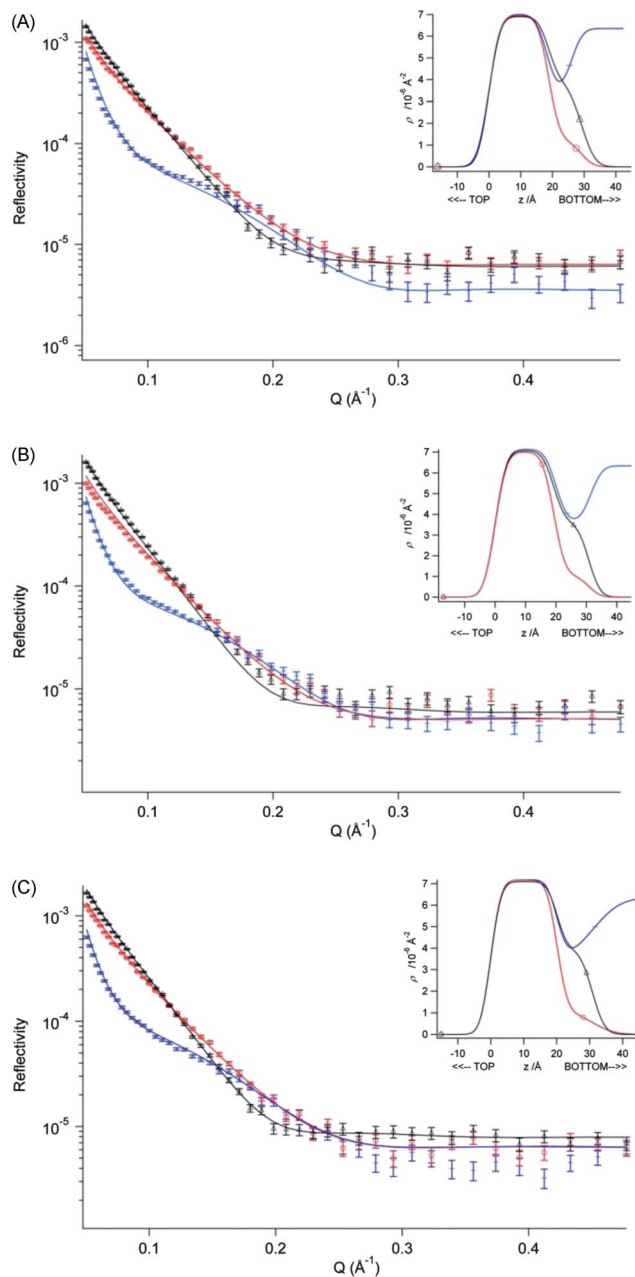 (A)
10⁻³
10⁻⁴
10⁻⁵
10⁻⁶
Reflectivity
0.1 0.2 0.3 0.4
Q (Å⁻¹)
7
6
5
4
3
2
1
0
ρ /10⁻⁶ Å⁻²
-10 0 10 20 30 40
<<-- TOP z /Å BOTTOM-->>
(B)
10⁻³
10⁻⁴
10⁻⁵
Reflectivity
0.1 0.2 0.3 0.4
Q (Å⁻¹)
7
6
5
4
3
2
1
0
ρ /10⁻⁶ Å⁻²
-10 0 10 20 30 40
<<-- TOP z /Å BOTTOM-->>
(C)
10⁻³
10⁻⁴
10⁻⁵
Reflectivity
0.1 0.2 0.3 0.4
Q (Å⁻¹)
7
6
5
4
3
2
1
0
ρ /10⁻⁶ Å⁻²
-10 0 10 20 30 40
<<-- TOP z /Å BOTTOM-->>